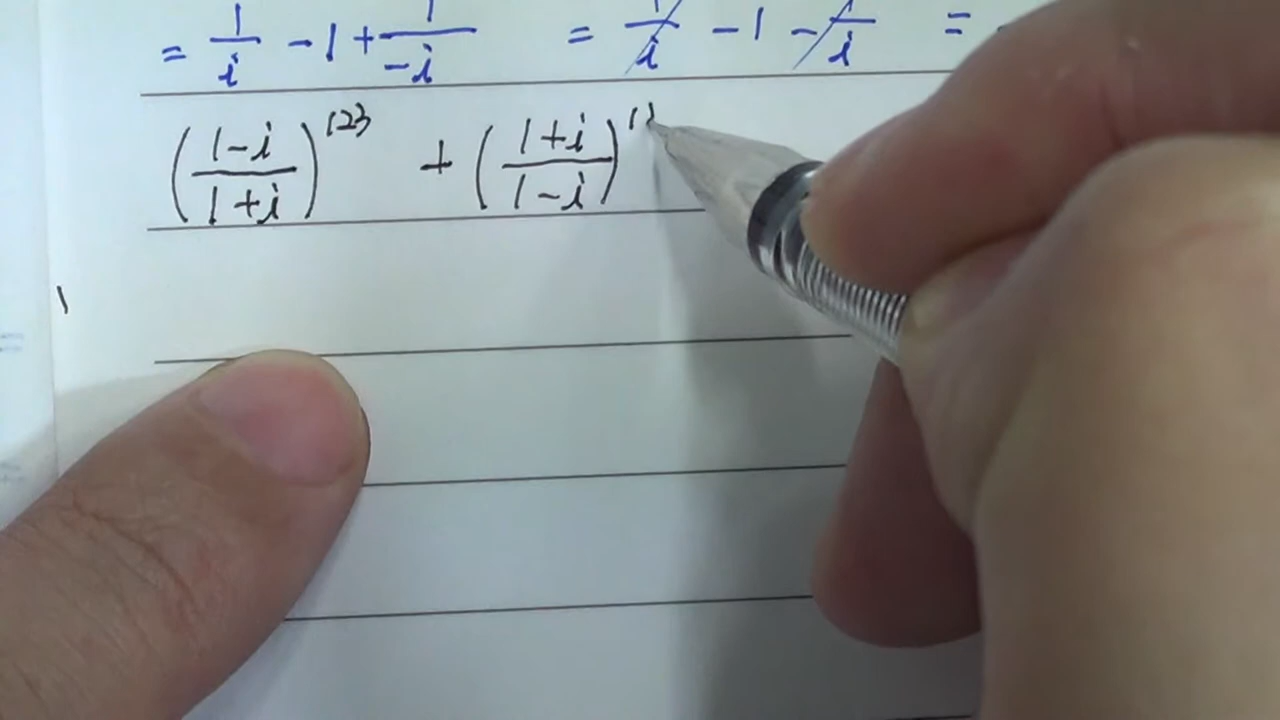 = 1/i - 1 + 1/-i = 1/i - 1 - 1/i =
((1-i)/(1+i))^123 + ((1+i)/(1-i))^1